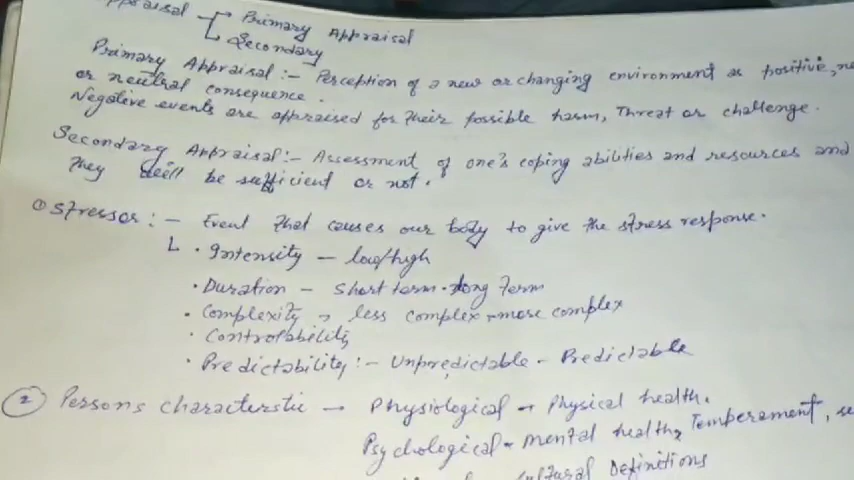 Appraisal Primary Appraisal
Secondary
Primary Appraisal :- Perception of a new or changing environment as positive, ne
or neutral consequence.
Negative events are appraised for their possible harm, Threat or challenge.
Secondary Appraisal :- Assessment of one's coping abilities and resources and
they will be sufficient or not.
① Stressor : - Event that causes our body to give the stress response.
• Intensity - low/high
• Duration - Short term - long Term
• Complexity → less complex - more complex
• Controlability
• Predictability :- Unpredictable - Predictable
② Persons characterstic → Physiological → Physical health.
Psychological - mental health, Temperament, se
Cultural Definitions